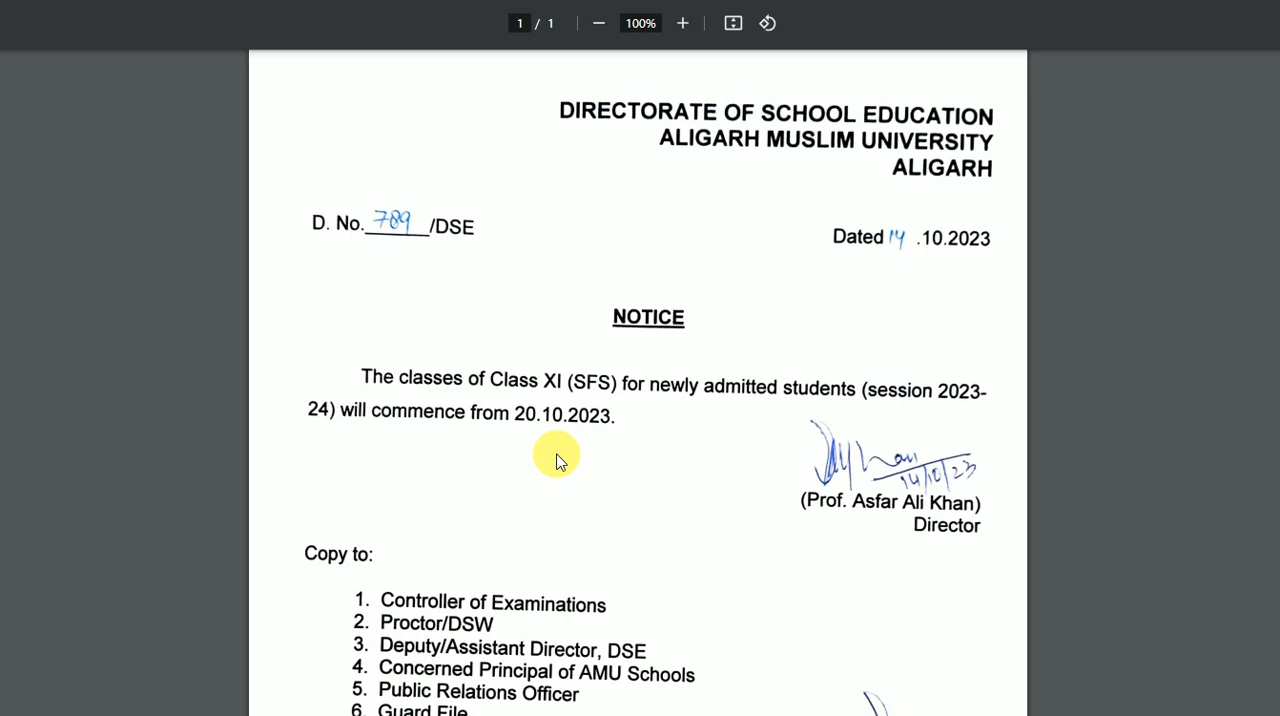 1 / 1 100%
DIRECTORATE OF SCHOOL EDUCATION
ALIGARH MUSLIM UNIVERSITY
ALIGARH
D. No. 789 /DSE
Dated 14 .10.2023
NOTICE
The classes of Class XI (SFS) for newly admitted students (session 2023-
24) will commence from 20.10.2023.
14/10/23
(Prof. Asfar Ali Khan)
Director
Copy to:
1. Controller of Examinations
2. Proctor/DSW
3. Deputy/Assistant Director, DSE
4. Concerned Principal of AMU Schools
5. Public Relations Officer
6. Guard File